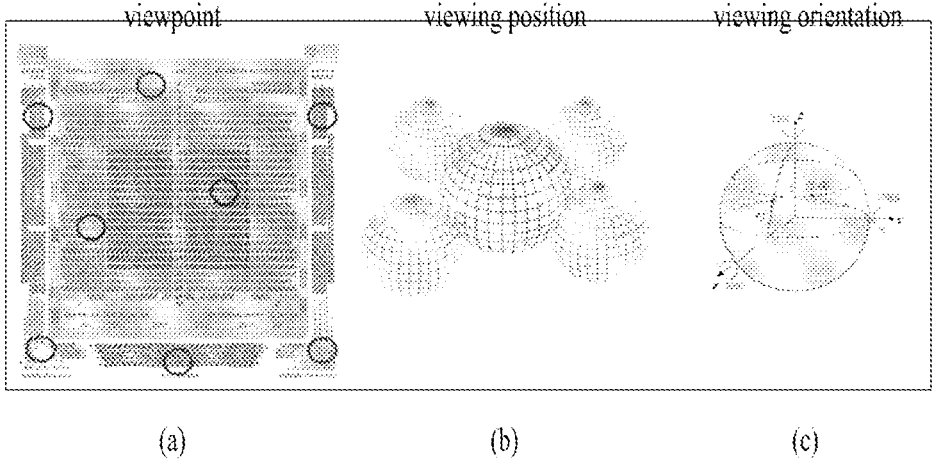 viewpoint
viewing position
viewing orientation
(a)
(b)
(c)